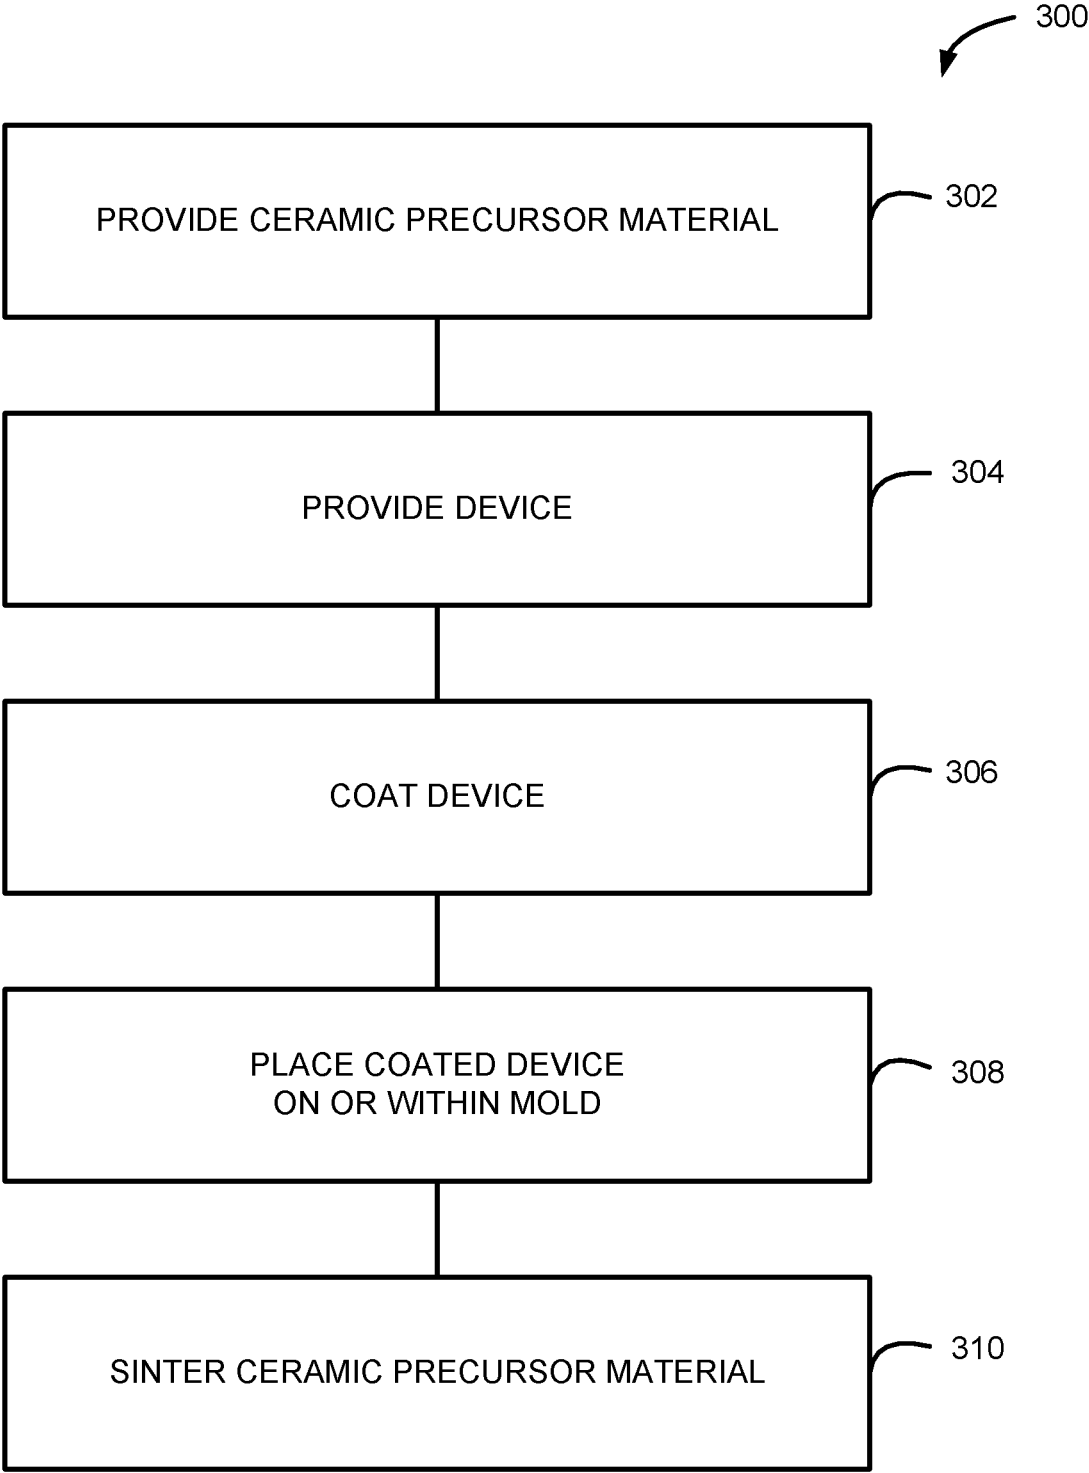 300
PROVIDE CERAMIC PRECURSOR MATERIAL
302
PROVIDE DEVICE
304
COAT DEVICE
306
PLACE COATED DEVICE
ON OR WITHIN MOLD
308
SINTER CERAMIC PRECURSOR MATERIAL
310